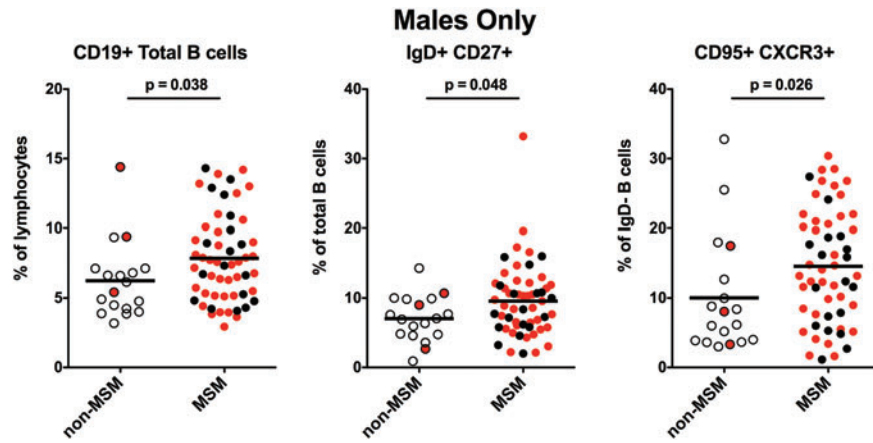 Males Only
CD19+ Total B cells
p = 0.038
% of lymphocytes
20
15
10
5
0
non-MSM
MSM
IgD+ CD27+
p = 0.048
% of total B cells
40
30
20
10
0
non-MSM
MSM
CD95+ CXCR3+
p = 0.026
% of IgD- B cells
40
30
20
10
0
non-MSM
MSM